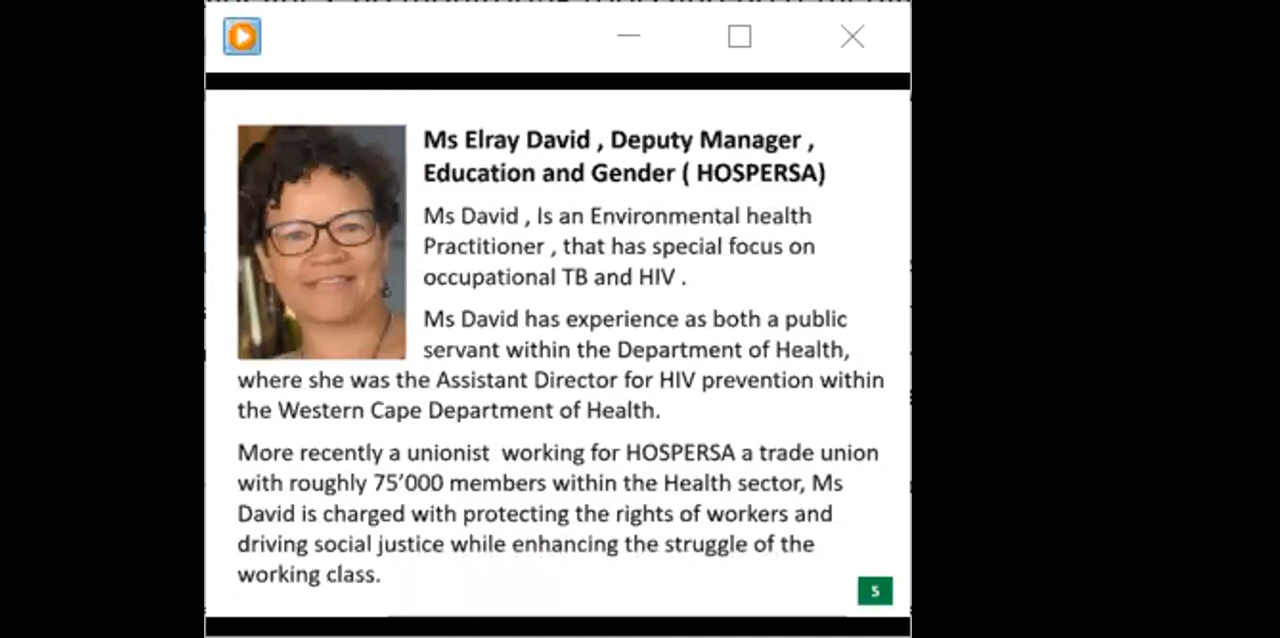 Ms Elray David , Deputy Manager ,
Education and Gender ( HOSPERSA)
Ms David , Is an Environmental health
Practitioner , that has special focus on
occupational TB and HIV .
Ms David has experience as both a public
servant within the Department of Health,
where she was the Assistant Director for HIV prevention within
the Western Cape Department of Health.
More recently a unionist  working for HOSPERSA a trade union
with roughly 75’000 members within the Health sector, Ms
David is charged with protecting the rights of workers and
driving social justice while enhancing the struggle of the
working class.
5